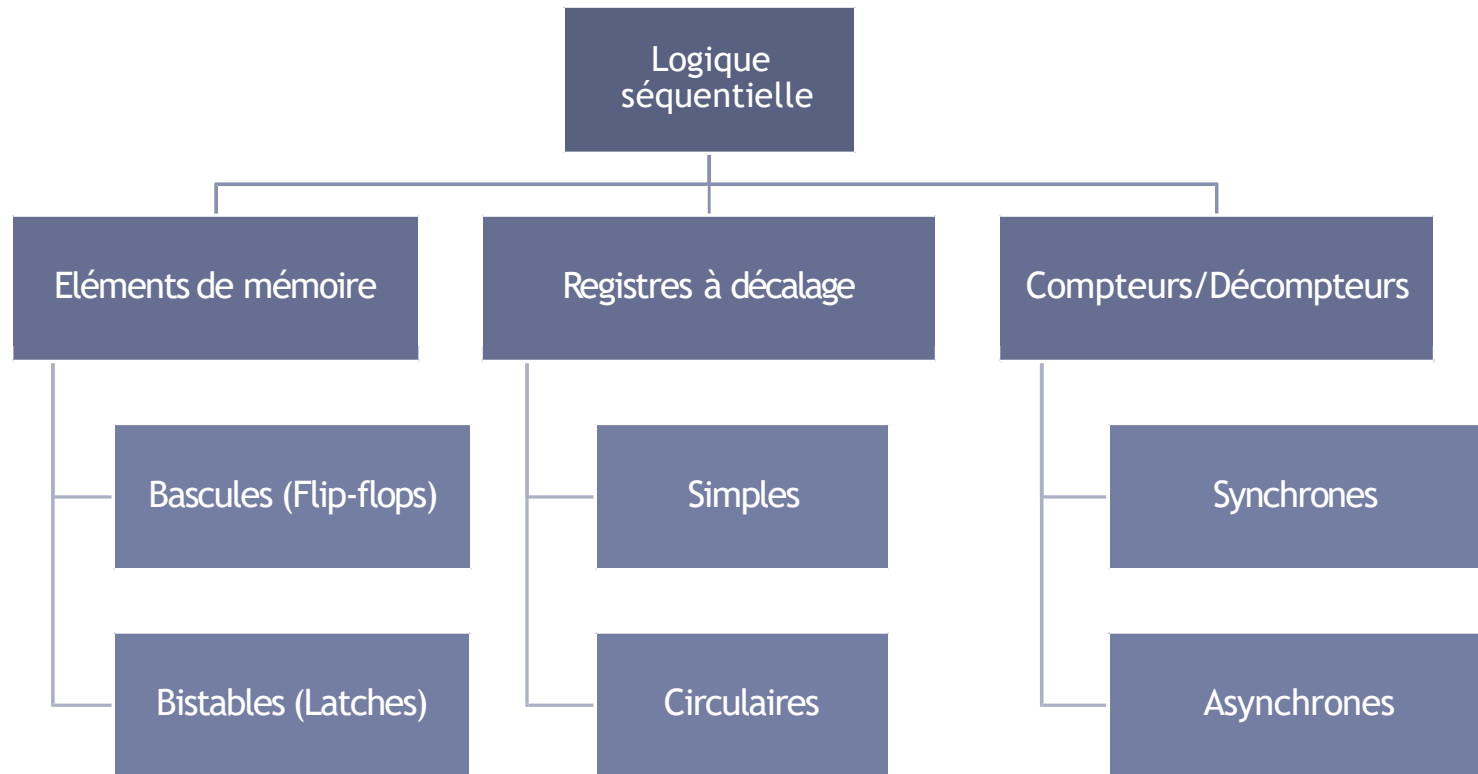 Logique
séquentielle
Eléments de mémoire
Registres à décalage
Compteurs/Décompteurs
Bascules (Flip-flops)
Simples
Synchrones
Bistables (Latches)
Circulaires
Asynchrones